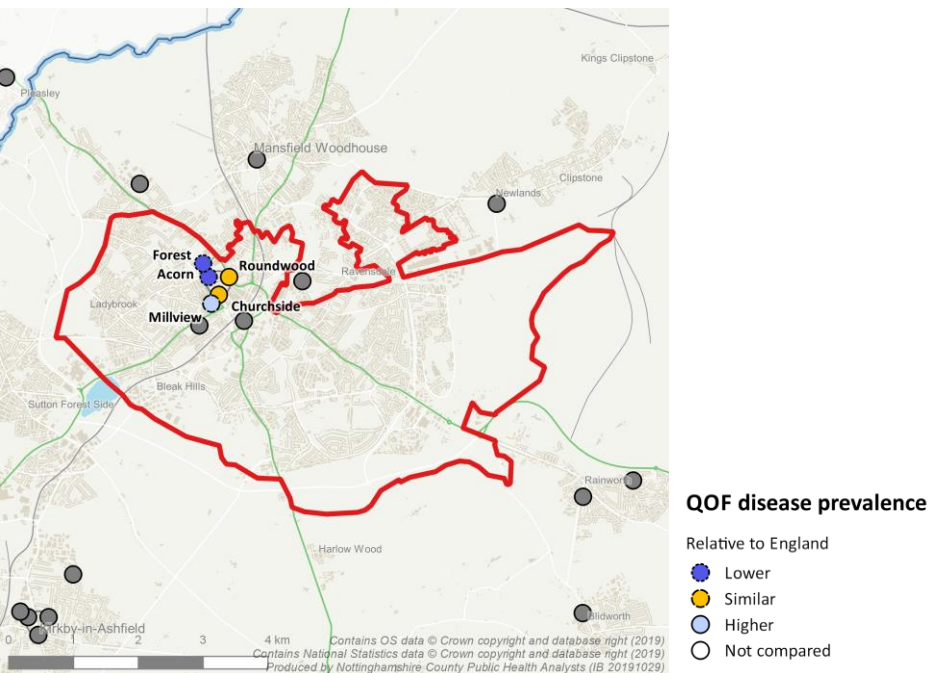 Kings Clipstone
Pleasley
Mansfield Woodhouse
Clipstone
Newlands
Forest
Roundwood
Acorn
Ravensdale
Ladybrook
Churchside
Millview
Bleak Hills
Sutton Forest Side
Rainworth
QOF disease prevalence
Relative to England
Lower
Similar
Higher
Not compared
Harlow Wood
Blidworth
Kirkby-in-Ashfield
0 1 2 3 4 km
Contains OS data © Crown copyright and database right (2019)
Contains National Statistics data © Crown copyright and database right (2019)
Produced by Nottinghamshire County Public Health Analysts (IB 20191029)